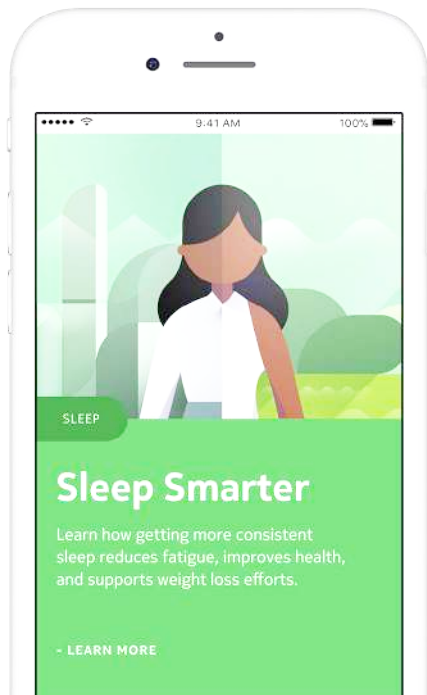 9:41 AM
100%
SLEEP
Sleep Smarter
Learn how getting more consistent
sleep reduces fatigue, improves health,
and supports weight loss efforts.
- LEARN MORE